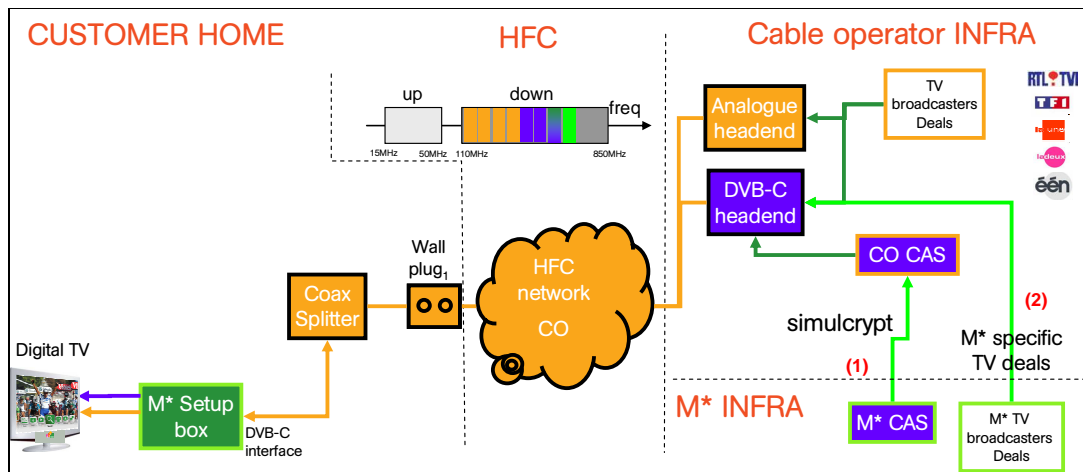 CUSTOMER HOME
HFC
Cable operator INFRA
up
down
freq
15MHz
50MHz
110MHz
850MHz
Analogue
headend
TV
broadcasters
Deals
RTL TVI
TF1
la une
ladeux
één
DVB-C
headend
CO CAS
Wall
plug1
HFC
network
CO
Coax
Splitter
simulcrypt
(2)
M* specific
TV deals
(1)
Digital TV
M* Setup
box
DVB-C
interface
M* INFRA
M* CAS
M* TV
broadcasters
Deals